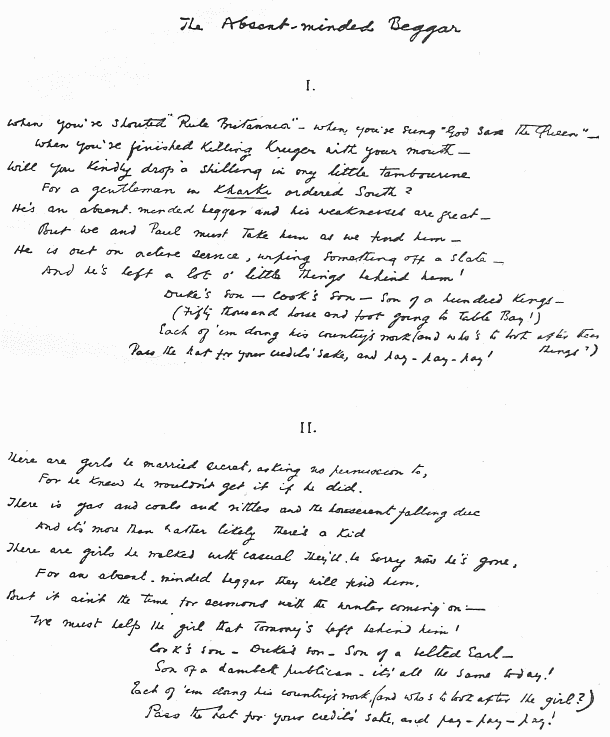 The Absent-minded Beggar
I.
When you've shouted "Rule Britannia" – when you've sung "God Save the Queen" –
When you've finished killing Kruger with your mouth –
Will you kindly drop a shilling in my little tambourine
For a gentleman in Kharki ordered South?
He's an absent-minded beggar and his weaknesses are great –
But we and Paul must take him as we find him –
He is out on active service, wiping something off a slate –
And he's left a lot o' little things behind him!
Duke's son – Cook's son – Son of a hundred Kings –
(Fifty thousand horse and foot going to Table Bay!)
Each of 'em doing his country's work (and who's to look after their
things?)
Pass the hat for your credit's sake, and pay – pay – pay!
II.
There are girls he married secret, asking no permission to,
For he knew he wouldn't get it if he did.
There is gas and coals and vittles and the houserent falling due
And it's more than rather likely there's a kid
There are girls he walked with casual They'll be sorry now he's gone,
For an absent-minded beggar they will find him.
But it ain't the time for sermons with the winter coming on –
We must help the girl that Tommy's left behind him!
Cook's son – Duke's son – Son of a belted Earl –
Son of a Lambeth publican – it's all the same today!
Each of 'em doing his country's work, (and who's to look after the girl?)
Pass the hat for your credit's sake, and pay – pay – pay!